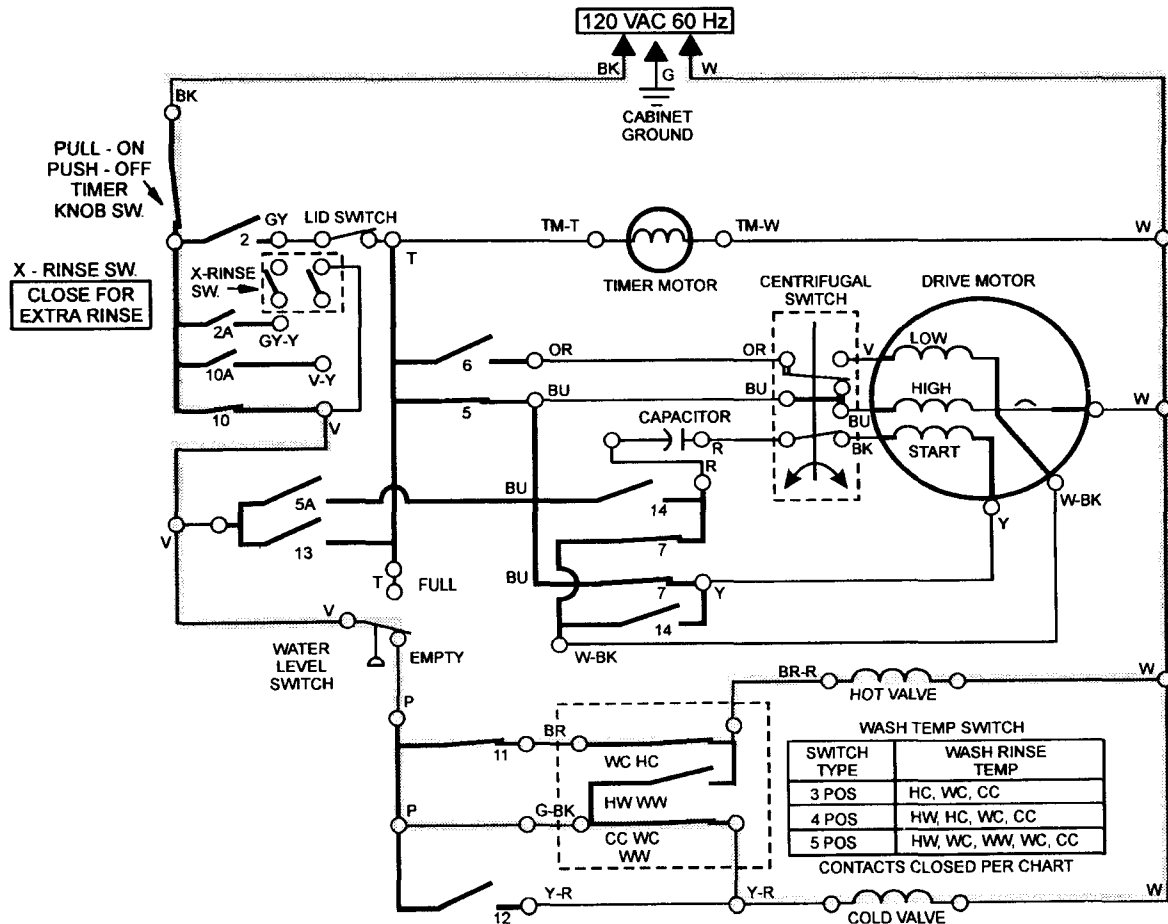 120 VAC 60 Hz
BK
G
W
BK
CABINET
GROUND
PULL - ON
PUSH - OFF
TIMER
KNOB SW.
GY
LID SWITCH
2
T
TM-T
TM-W
W
TIMER MOTOR
X - RINSE SW.
CLOSE FOR
EXTRA RINSE
X-RINSE
SW.
CENTRIFUGAL
SWITCH
DRIVE MOTOR
2A
GY-Y
10A
V-Y
10
V
6
OR
OR
V
LOW
5
BU
BU
BU
HIGH
W
CAPACITOR
R
BK
START
R
5A
BU
14
Y
W-BK
V
13
7
T
FULL
BU
7
Y
14
V
WATER
LEVEL
SWITCH
EMPTY
W-BK
P
BR-R
HOT VALVE
W
11
BR
WC HC
HW WW
P
G-BK
CC WC
WW
WASH TEMP SWITCH
SWITCH TYPE WASH RINSE TEMP
3 POS HC, WC, CC
4 POS HW, HC, WC, CC
5 POS HW, WC, WW, WC, CC
CONTACTS CLOSED PER CHART
12
Y-R
Y-R
COLD VALVE
W